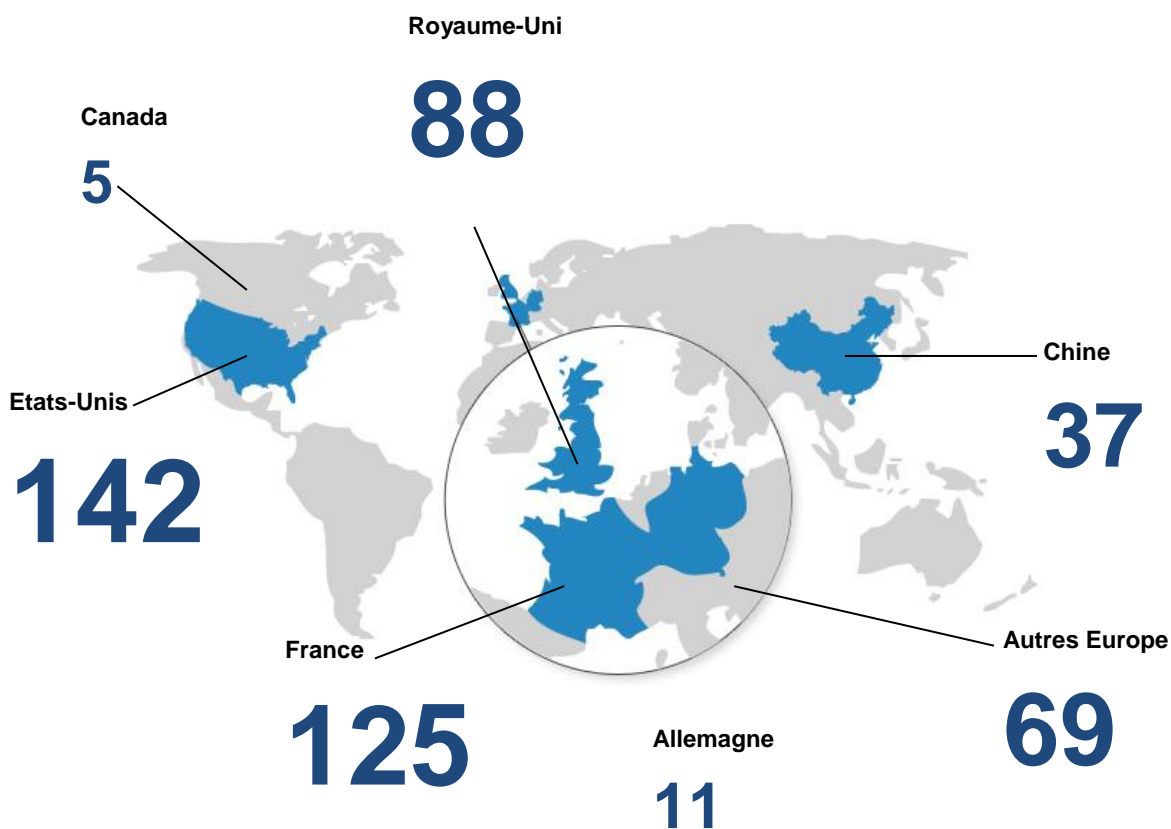 Royaume-Uni
88
Canada
5
Chine
37
Etats-Unis
142
France
125
Autres Europe
69
Allemagne
11